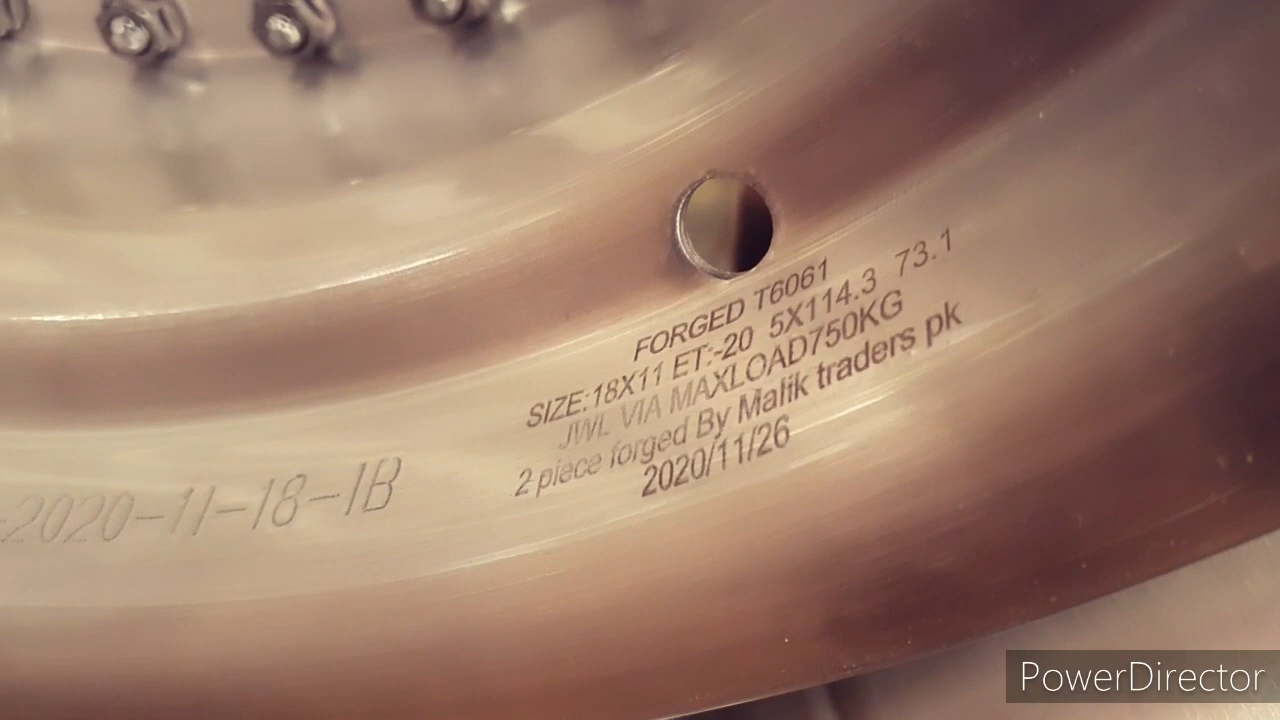 FORGED T6061
SIZE:18X11 ET:-20 5X114.3 73.1
JWL VIA MAXLOAD750KG
2 piece forged By Malik traders pk
2020/11/26
-2020-11-18-1B
PowerDirector